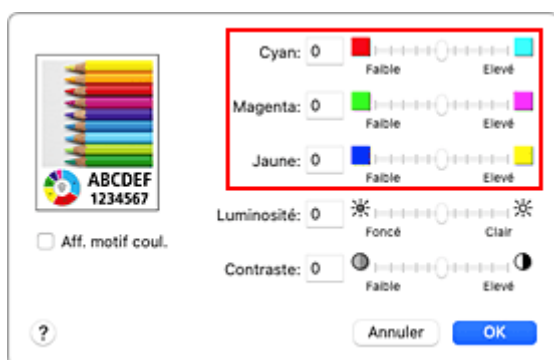 Cyan: 0
Faible Elevé
Magenta: 0
Faible Elevé
Jaune: 0
Faible Elevé
ABCDEF
1234567
Luminosité: 0
Foncé Clair
Aff. motif coul.
Contraste: 0
Faible Elevé
? Annuler OK